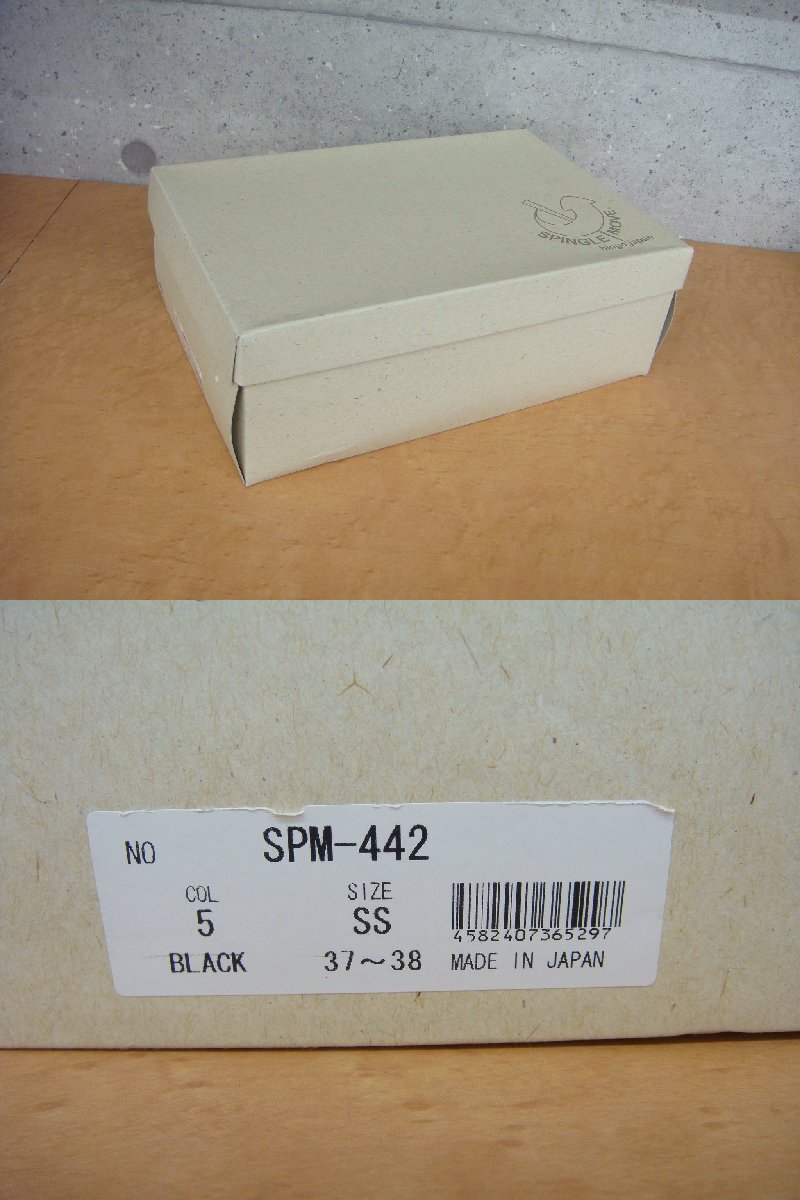 SPINGLE MOVE
NO SPM-442
COL SIZE
5 SS
4582407365297
BLACK 37～38 MADE IN JAPAN